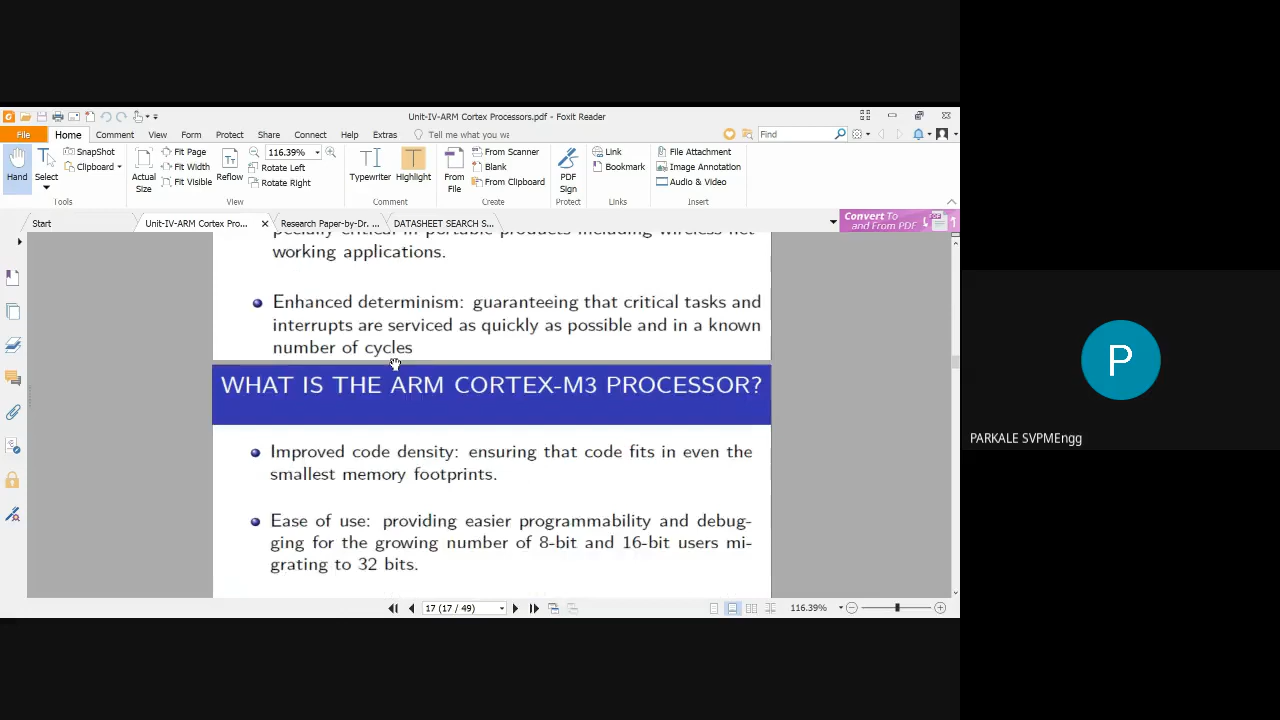 Unit-IV-ARM Cortex Processors.pdf - Foxit Reader
File Home Comment View Form Protect Share Connect Help Extras Tell me what you wa Find
Hand Select SnapShot Clipboard Tools
Actual Size Fit Page Fit Width Fit Visible Reflow 116.39% Rotate Left Rotate Right View
Typewriter Highlight Comment
From File From Scanner Blank From Clipboard Create
PDF Sign Protect
Link Bookmark Links
File Attachment Image Annotation Audio & Video Insert
Start Unit-IV-ARM Cortex Pro... Research Paper-by-Dr. ... DATASHEET SEARCH S...
Convert To and From PDF
pecially critical in portable products including wireless net
working applications.
Enhanced determinism: guaranteeing that critical tasks and
interrupts are serviced as quickly as possible and in a known
number of cycles
WHAT IS THE ARM CORTEX-M3 PROCESSOR?
Improved code density: ensuring that code fits in even the
smallest memory footprints.
Ease of use: providing easier programmability and debug-
ging for the growing number of 8-bit and 16-bit users mi-
grating to 32 bits.
17 (17 / 49) 116.39%
P
PARKALE SVPMEngg